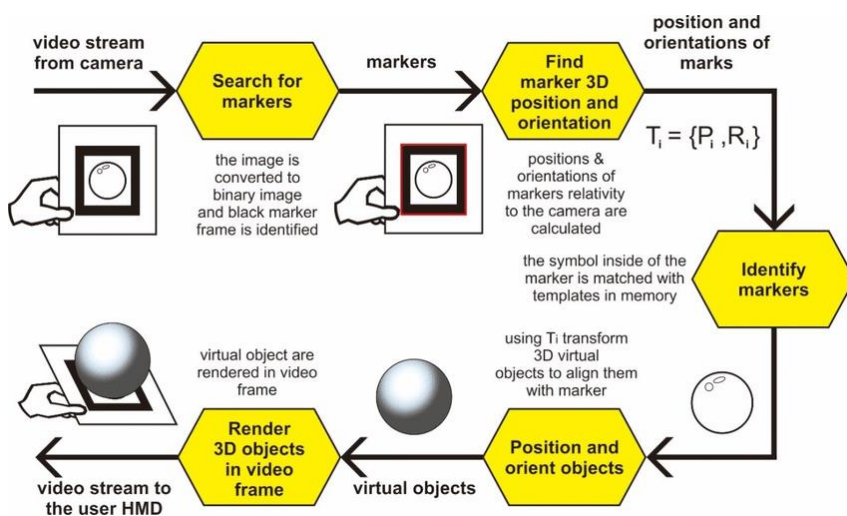 video stream
from camera
Search for
markers
markers
Find
marker 3D
position and
orientation
position and
orientations of
marks
Tᵢ = {Pᵢ ,Rᵢ}
the image is
converted to
binary image
and black marker
frame is identified
positions &
orientations of
markers relativity
to the camera are
calculated
the symbol inside of the
marker is matched with
templates in memory
Identify
markers
virtual object are
rendered in video
frame
using Tᵢ transform
3D virtual
objects to align them
with marker
Render
3D objects
in video
frame
Position and
orient objects
video stream to
the user HMD
virtual objects